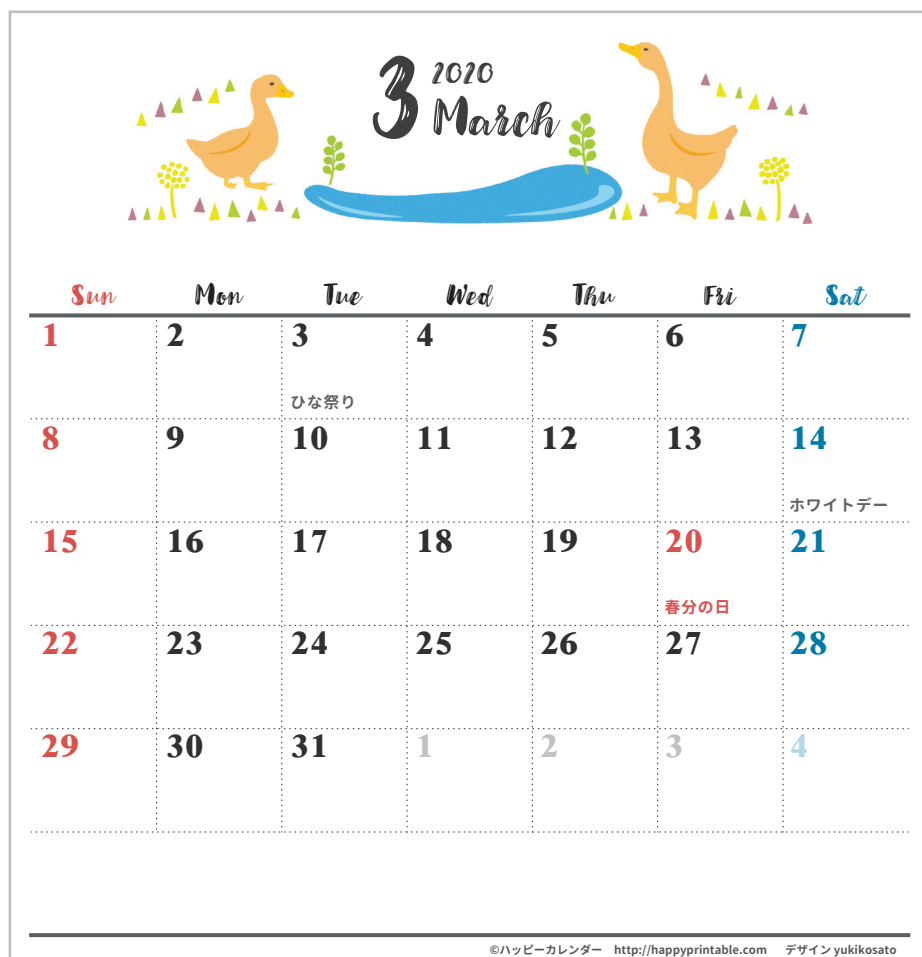 3 2020
March
Sun Mon Tue Wed Thu Fri Sat
1 2 3 4 5 6 7
ひな祭り
8 9 10 11 12 13 14
ホワイトデー
15 16 17 18 19 20 21
春分の日
22 23 24 25 26 27 28
29 30 31 1 2 3 4
©ハッピーカレンダー http://happyprintable.com デザイン yukikosato